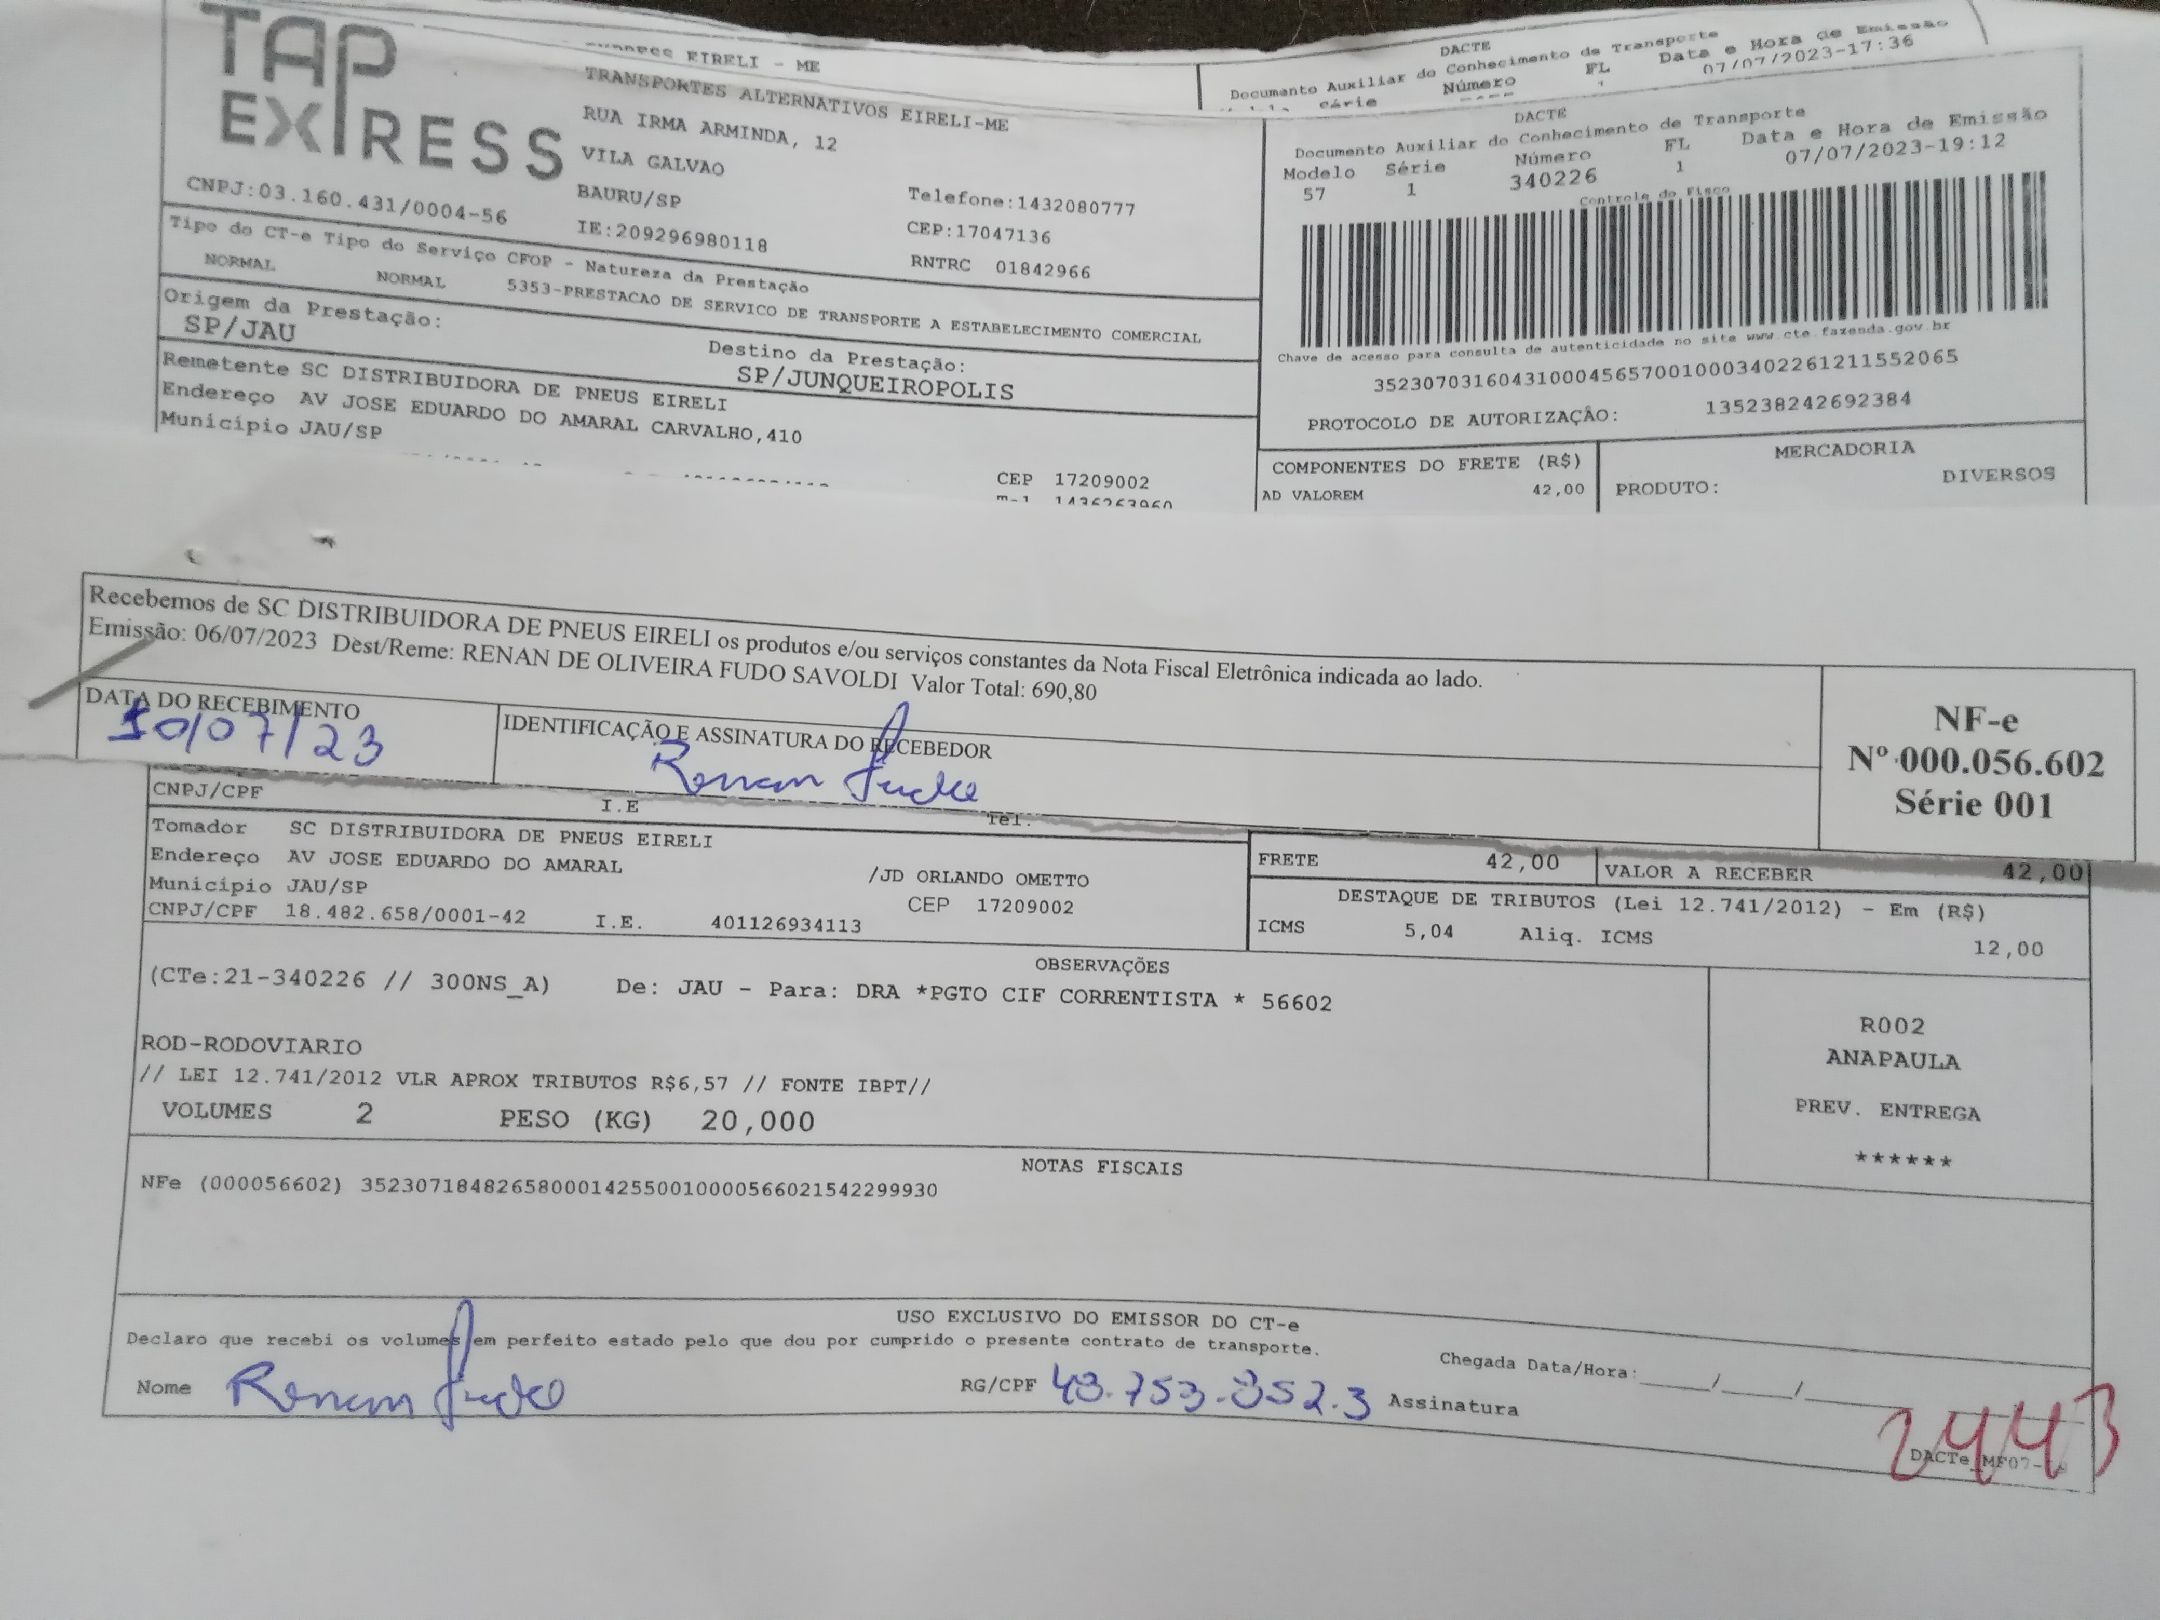 TAP
EXPRESS
EIRELI - ME
TRANSPORTES ALTERNATIVOS EIRELI-ME
RUA IRMA ARMINDA, 12
VILA GALVAO
BAURU/SP
Telefone:1432080777
CNPJ:03.160.431/0004-56
IE:209296980118
CEP:17047136
RNTRC 01842966
DACTE
Documento Auxiliar do Conhecimento de Transporte
Série Número FL Data e Hora de Emissão
07/07/2023-17:36
DACTE
Documento Auxiliar do Conhecimento de Transporte
Modelo Série Número FL Data e Hora de Emissão
57 1 340226 1 07/07/2023-19:12
Controle do Fisco
Chave de acesso para consulta de autenticidade no site www.cte.fazenda.gov.br
35230703160431000456570010003402261211552065
PROTOCOLO DE AUTORIZAÇÃO: 135238242692384
Tipo do CT-e Tipo do Serviço CFOP - Natureza da Prestação
NORMAL NORMAL 5353-PRESTACAO DE SERVICO DE TRANSPORTE A ESTABELECIMENTO COMERCIAL
Origem da Prestação:
SP/JAU
Destino da Prestação:
SP/JUNQUEIROPOLIS
Remetente SC DISTRIBUIDORA DE PNEUS EIRELI
Endereço AV JOSE EDUARDO DO AMARAL CARVALHO,410
Município JAU/SP
CEP 17209002
1436263960
COMPONENTES DO FRETE (R$)
AD VALOREM 42,00
MERCADORIA
PRODUTO: DIVERSOS
Recebemos de SC DISTRIBUIDORA DE PNEUS EIRELI os produtos e/ou serviços constantes da Nota Fiscal Eletrônica indicada ao lado.
Emissão: 06/07/2023 Dest/Reme: RENAN DE OLIVEIRA FUDO SAVOLDI Valor Total: 690,80
DATA DO RECEBIMENTO
10/07/23
IDENTIFICAÇÃO E ASSINATURA DO RECEBEDOR
Renan Fudo
NF-e
Nº 000.056.602
Série 001
CNPJ/CPF I.E Tel.
Tomador SC DISTRIBUIDORA DE PNEUS EIRELI
Endereço AV JOSE EDUARDO DO AMARAL /JD ORLANDO OMETTO
Município JAU/SP CEP 17209002
CNPJ/CPF 18.482.658/0001-42 I.E. 401126934113
FRETE 42,00 VALOR A RECEBER 42,00
DESTAQUE DE TRIBUTOS (Lei 12.741/2012) - Em (R$)
ICMS 5,04 Aliq. ICMS 12,00
OBSERVAÇÕES
(CTe:21-340226 // 300NS_A) De: JAU - Para: DRA *PGTO CIF CORRENTISTA * 56602
ROD-RODOVIARIO
// LEI 12.741/2012 VLR APROX TRIBUTOS R$6,57 // FONTE IBPT//
VOLUMES 2 PESO (KG) 20,000
R002
ANAPAULA
PREV. ENTREGA
******
NOTAS FISCAIS
NFe (000056602) 35230718482658000142550010000566021542299930
USO EXCLUSIVO DO EMISSOR DO CT-e
Declaro que recebi os volumes em perfeito estado pelo que dou por cumprido o presente contrato de transporte.
Chegada Data/Hora:____/____/
Nome Renan Fudo RG/CPF 43.753.852.3 Assinatura
2443
DACTe_MF07-